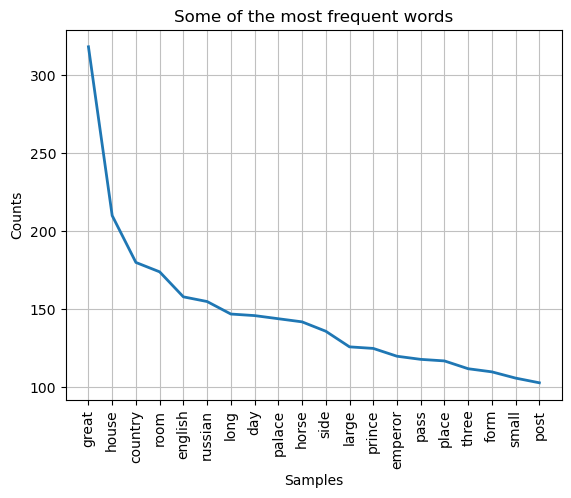 Some of the most frequent words
Counts
300
250
200
150
100
great
house
country
room
english
russian
long
day
palace
horse
side
large
prince
emperor
pass
place
three
form
small
post
Samples